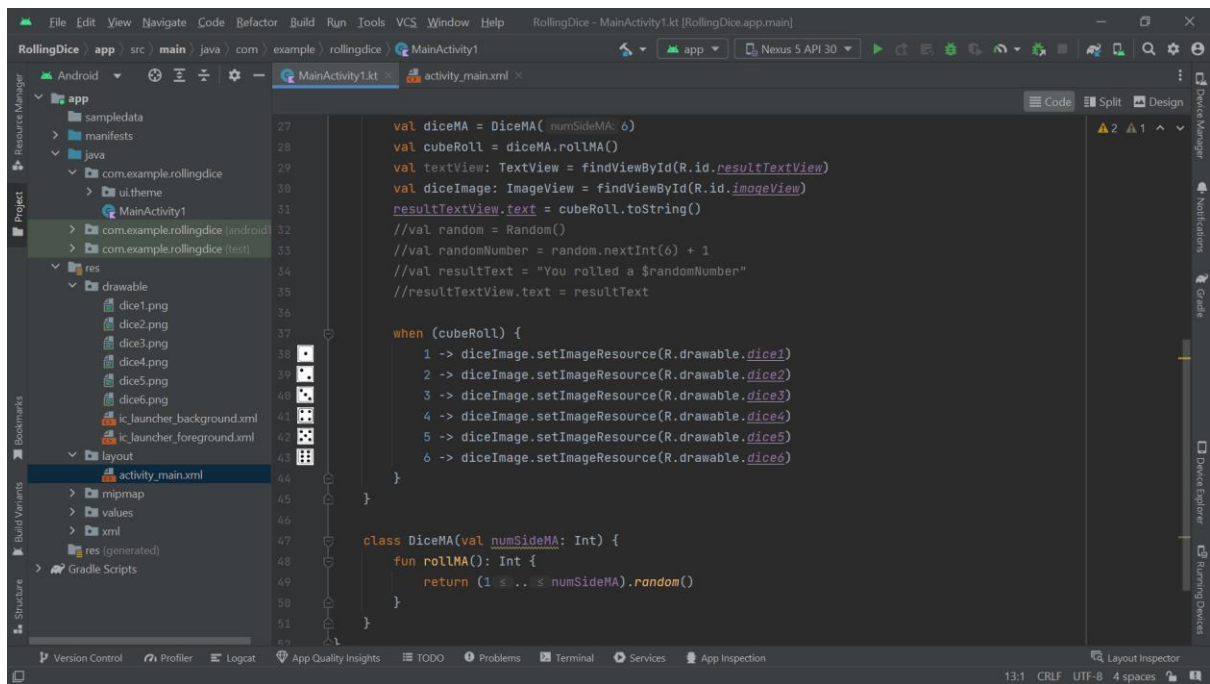 File Edit View Navigate Code Refactor Build Run Tools VCS Window Help RollingDice - MainActivity1.kt [RollingDice.app.main]
RollingDice app src main java com example rollingdice MainActivity1 app Nexus 5 API 30
Android MainActivity1.kt activity_main.xml
Code Split Design
Resource Manager
Project
Bookmarks
Build Variants
Structure
app
sampledata
manifests
java
com.example.rollingdice
ui.theme
MainActivity1
com.example.rollingdice (android
com.example.rollingdice (test)
res
drawable
dice1.png
dice2.png
dice3.png
dice4.png
dice5.png
dice6.png
ic_launcher_background.xml
ic_launcher_foreground.xml
layout
activity_main.xml
mipmap
values
xml
res (generated)
Gradle Scripts
2 1
27 val diceMA = DiceMA( numSideMA: 6)
28 val cubeRoll = diceMA.rollMA()
29 val textView: TextView = findViewById(R.id.resultTextView)
30 val diceImage: ImageView = findViewById(R.id.imageView)
31 resultTextView.text = cubeRoll.toString()
32 //val random = Random()
33 //val randomNumber = random.nextInt(6) + 1
34 //val resultText = "You rolled a $randomNumber"
35 //resultTextView.text = resultText
36
37 when (cubeRoll) {
38 1 -> diceImage.setImageResource(R.drawable.dice1)
39 2 -> diceImage.setImageResource(R.drawable.dice2)
40 3 -> diceImage.setImageResource(R.drawable.dice3)
41 4 -> diceImage.setImageResource(R.drawable.dice4)
42 5 -> diceImage.setImageResource(R.drawable.dice5)
43 6 -> diceImage.setImageResource(R.drawable.dice6)
44 }
45 }
46
47 class DiceMA(val numSideMA: Int) {
48 fun rollMA(): Int {
49 return (1 ≤ .. ≤ numSideMA).random()
50 }
51 }
52 }
Device Manager
Notifications
Gradle
Device Explorer
Running Devices
Version Control Profiler Logcat App Quality Insights TODO Problems Terminal Services App Inspection Layout Inspector
13:1 CRLF UTF-8 4 spaces